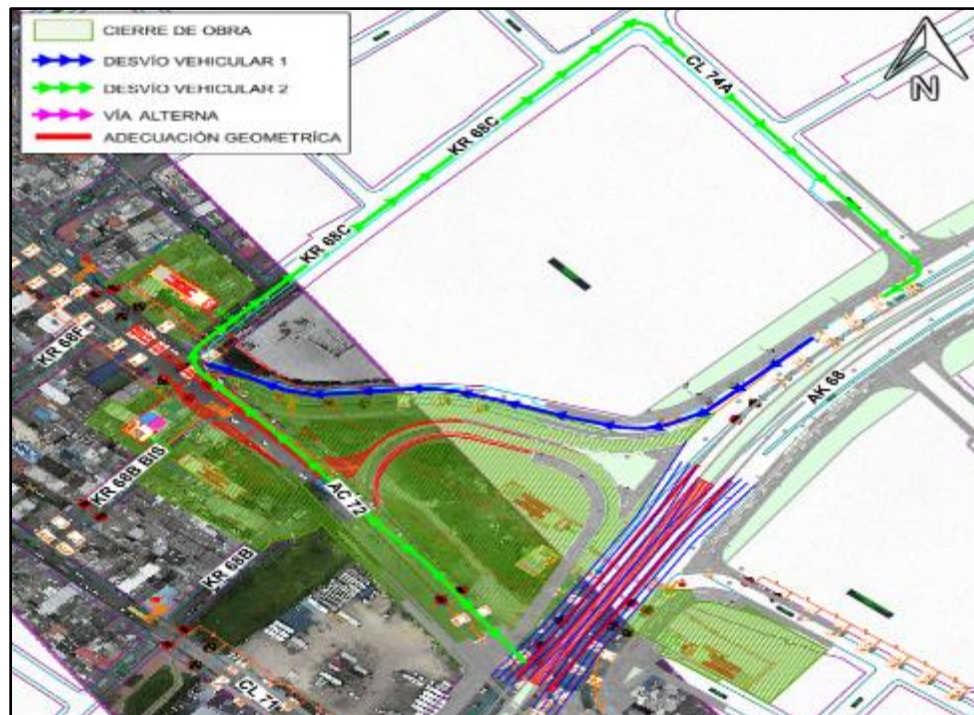 CIERRE DE OBRA
DESVÍO VEHICULAR 1
DESVÍO VEHICULAR 2
VÍA ALTERNA
ADECUACIÓN GEOMETRÍCA
N
CL 74A
KR 68C
KR 68C
KR 68F
AK 68
KR 68B BIS
AC 72
KR 68B
CL 71